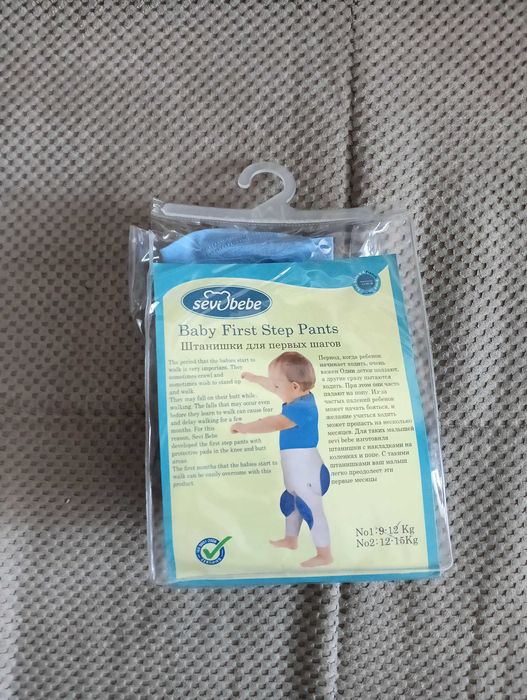 sevi bebe
Baby First Step Pants
Штанишки для первых шагов
The period that the babies start to
walk is very important. They
sometimes crawl and
sometimes wish to stand up
and walk.
They may fall on their butt while
walking. The falls that may occur even
before they learn to walk can cause fear
and delay walking for a few
months. For this
reason, Sevi Bebe
developed the first step pants with
protective pads in the knee and butt
areas.
The first months that the babies start to
walk can be easily overcome with this
product.
Период, когда ребенок
начинает ходить, очень
важен Одни детки ползают,
а другие сразу пытаются
ходить. При этом они часто
падают на попу. Из-за
частых падений ребенок
может начать бояться, и
желание учиться ходить
может пропасть на несколько
месяцев. Для таких малышей
sevi bebe изготовили
штанишки с накладками на
коленках и попе. С такими
штанишками ваш малыш
легко преодолеет эти
первые месяцы
No1:9-12 Kg
No2:12-15Kg